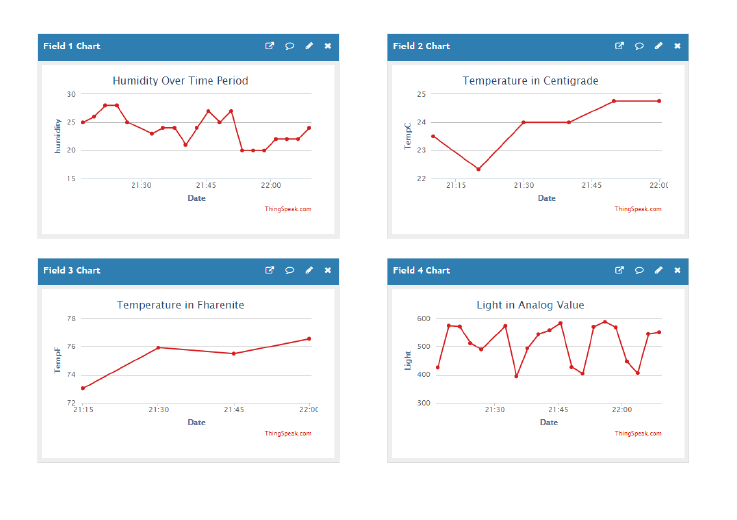 Field 1 Chart
Humidity Over Time Period
30
25
20
15
humidity
21:30 21:45 22:00
Date
ThingSpeak.com
Field 2 Chart
Temperature in Centigrade
25
24
23
22
TempC
21:15 21:30 21:45 22:00
Date
ThingSpeak.com
Field 3 Chart
Temperature in Fharenite
78
76
74
72
TempF
21:15 21:30 21:45 22:00
Date
ThingSpeak.com
Field 4 Chart
Light in Analog Value
600
500
400
300
Light
21:30 21:45 22:00
Date
ThingSpeak.com